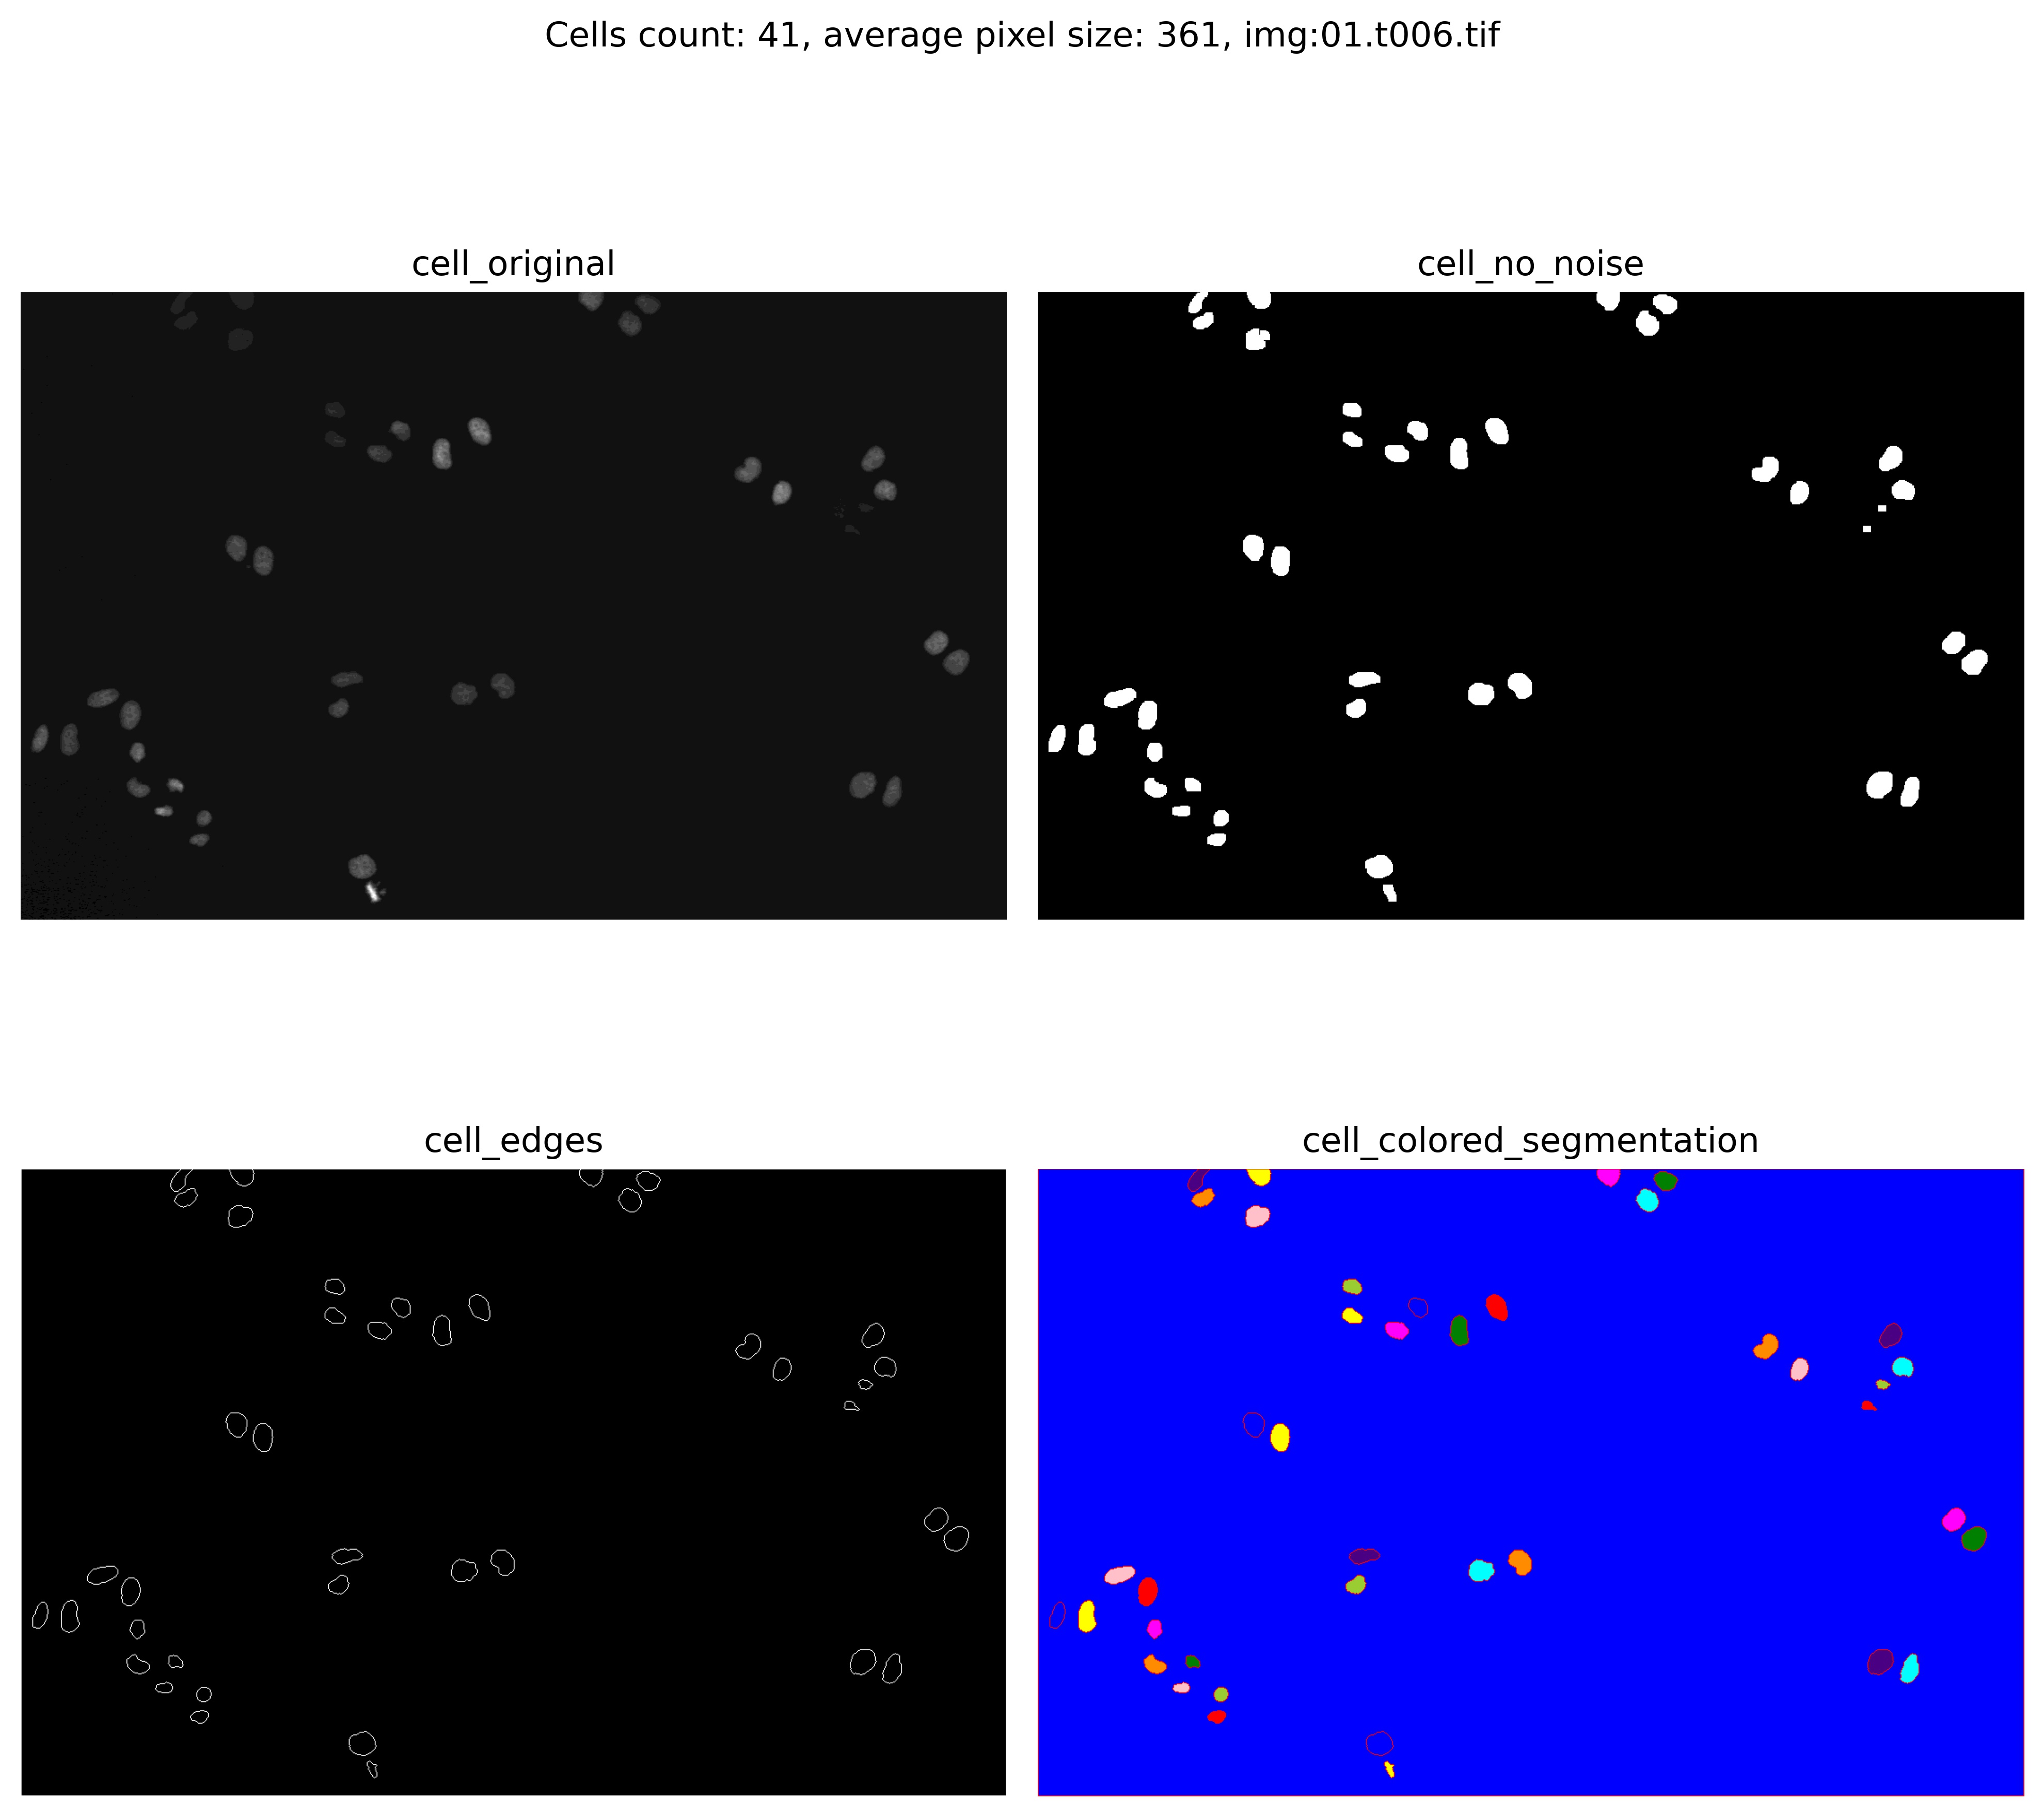 Cells count: 41, average pixel size: 361, img:01.t006.tif
cell_original
cell_no_noise
cell_edges
cell_colored_segmentation